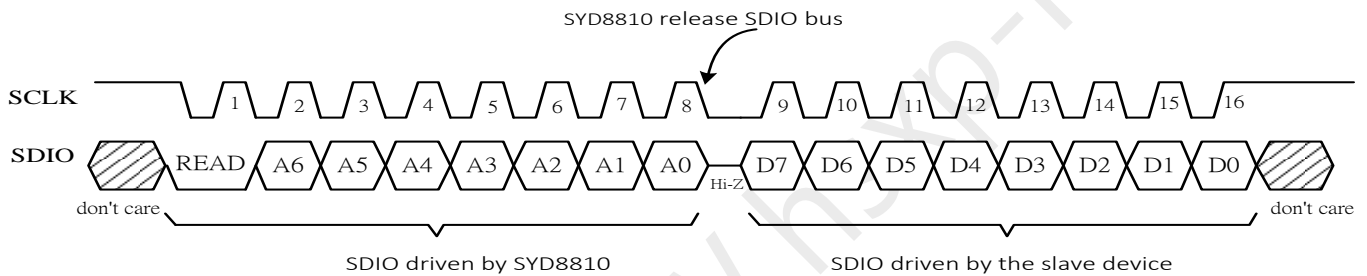 SYD8810 release SDIO bus
SCLK 1 2 3 4 5 6 7 8 9 10 11 12 13 14 15 16
SDIO READ A6 A5 A4 A3 A2 A1 A0 Hi-Z D7 D6 D5 D4 D3 D2 D1 D0
don't care don't care
SDIO driven by SYD8810 SDIO driven by the slave device